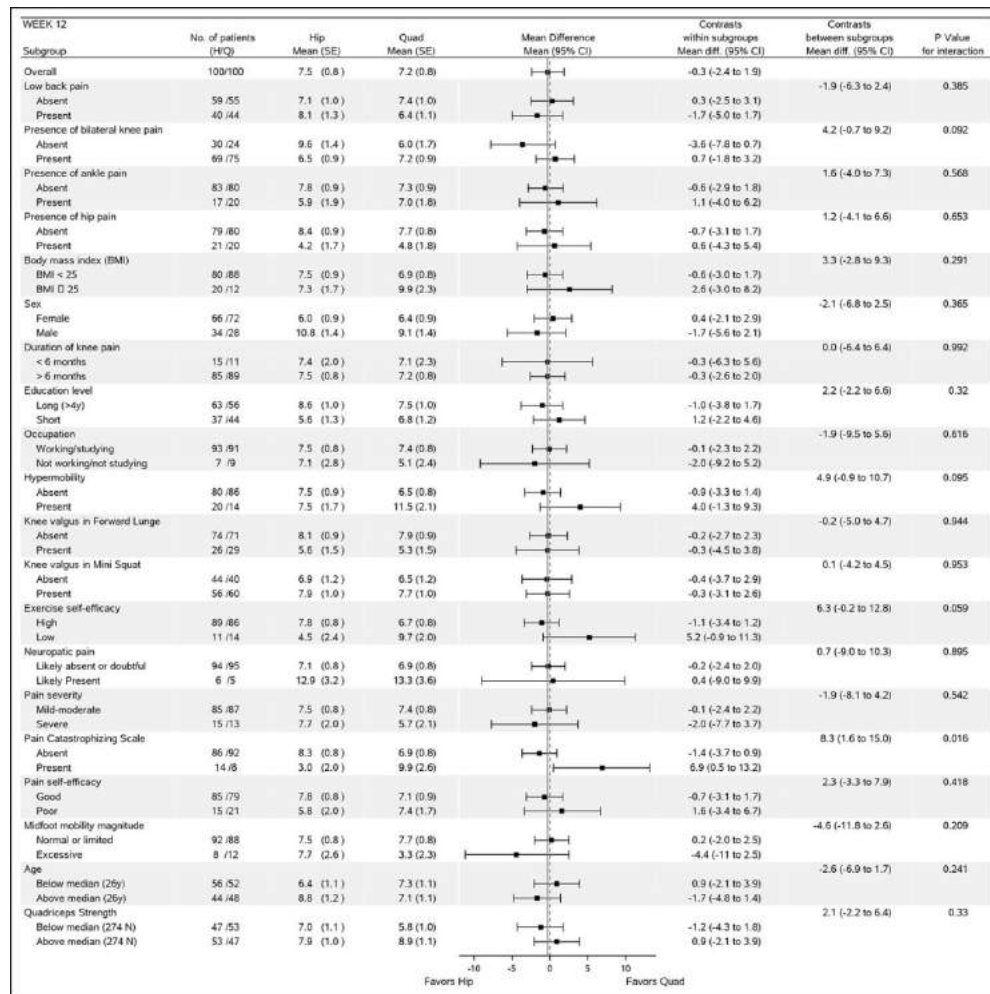 WEEK 12
No. of patients Hip Quad Mean Difference Contrasts within subgroups Contrasts between subgroups P Value
Subgroup (H/Q) Mean (SE) Mean (SE) Mean (95% CI) Mean diff. (95% CI) Mean diff. (95% CI) for interaction
Overall 100/100 7.5 (0.8) 7.2 (0.8) -0.3 (-2.4 to 1.9)
Low back pain -1.9 (-6.3 to 2.4) 0.385
Absent 59 /55 7.1 (1.0) 7.4 (1.0) 0.3 (-2.5 to 3.1)
Present 40 /44 8.1 (1.3) 6.4 (1.1) -1.7 (-5.0 to 1.7)
Presence of bilateral knee pain 4.2 (-0.7 to 9.2) 0.092
Absent 30 /24 9.6 (1.4) 6.0 (1.7) -3.6 (-7.8 to 0.7)
Present 69 /75 6.5 (0.9) 7.2 (0.9) 0.7 (-1.8 to 3.2)
Presence of ankle pain 1.6 (-4.0 to 7.3) 0.568
Absent 83 /80 7.8 (0.9) 7.3 (0.9) -0.6 (-2.9 to 1.8)
Present 17 /20 5.9 (1.9) 7.0 (1.8) 1.1 (-4.0 to 6.2)
Presence of hip pain 1.2 (-4.1 to 6.6) 0.653
Absent 79 /80 8.4 (0.9) 7.7 (0.8) -0.7 (-3.1 to 1.7)
Present 21 /20 4.2 (1.7) 4.8 (1.8) 0.6 (-4.3 to 5.4)
Body mass index (BMI) 3.3 (-2.8 to 9.3) 0.291
BMI < 25 80 /88 7.5 (0.9) 6.9 (0.8) -0.6 (-3.0 to 1.7)
BMI □ 25 20 /12 7.3 (1.7) 9.9 (2.3) 2.6 (-3.0 to 8.2)
Sex -2.1 (-6.8 to 2.5) 0.365
Female 66 /72 6.0 (0.9) 6.4 (0.9) 0.4 (-2.1 to 2.9)
Male 34 /28 10.8 (1.4) 9.1 (1.4) -1.7 (-5.6 to 2.1)
Duration of knee pain 0.0 (-6.4 to 6.4) 0.992
< 6 months 15 /11 7.4 (2.0) 7.1 (2.3) -0.3 (-6.3 to 5.6)
> 6 months 85 /89 7.5 (0.8) 7.2 (0.8) -0.3 (-2.6 to 2.0)
Education level 2.2 (-2.2 to 6.6) 0.32
Long (>4y) 63 /56 8.6 (1.0) 7.5 (1.0) -1.0 (-3.8 to 1.7)
Short 37 /44 5.6 (1.3) 6.8 (1.2) 1.2 (-2.2 to 4.6)
Occupation -1.9 (-9.5 to 5.6) 0.616
Working/studying 93 /91 7.5 (0.8) 7.4 (0.8) -0.1 (-2.3 to 2.2)
Not working/not studying 7 /9 7.1 (2.8) 5.1 (2.4) -2.0 (-9.2 to 5.2)
Hypermobility 4.9 (-0.9 to 10.7) 0.095
Absent 80 /86 7.5 (0.9) 6.5 (0.8) -0.9 (-3.3 to 1.4)
Present 20 /14 7.5 (1.7) 11.5 (2.1) 4.0 (-1.3 to 9.3)
Knee valgus in Forward Lunge -0.2 (-5.0 to 4.7) 0.944
Absent 74 /71 8.1 (0.9) 7.9 (0.9) -0.2 (-2.7 to 2.3)
Present 26 /29 5.6 (1.5) 5.3 (1.5) -0.3 (-4.5 to 3.8)
Knee valgus in Mini Squat 0.1 (-4.2 to 4.5) 0.953
Absent 44 /40 6.9 (1.2) 6.5 (1.2) -0.4 (-3.7 to 2.9)
Present 56 /60 7.9 (1.0) 7.7 (1.0) -0.3 (-3.1 to 2.6)
Exercise self-efficacy 6.3 (-0.2 to 12.8) 0.059
High 89 /86 7.8 (0.8) 6.7 (0.8) -1.1 (-3.4 to 1.2)
Low 11 /14 4.5 (2.4) 9.7 (2.0) 5.2 (-0.9 to 11.3)
Neuropatic pain 0.7 (-9.0 to 10.3) 0.895
Likely absent or doubtful 94 /95 7.1 (0.8) 6.9 (0.8) -0.2 (-2.4 to 2.0)
Likely Present 6 /5 12.9 (3.2) 13.3 (3.6) 0.4 (-9.0 to 9.9)
Pain severity -1.9 (-8.1 to 4.2) 0.542
Mild-moderate 85 /87 7.5 (0.8) 7.4 (0.8) -0.1 (-2.4 to 2.2)
Severe 15 /13 7.7 (2.0) 5.7 (2.1) -2.0 (-7.7 to 3.7)
Pain Catastrophizing Scale 8.3 (1.6 to 15.0) 0.016
Absent 86 /92 8.3 (0.8) 6.9 (0.8) -1.4 (-3.7 to 0.9)
Present 14 /8 3.0 (2.0) 9.9 (2.6) 6.9 (0.5 to 13.2)
Pain self-efficacy 2.3 (-3.3 to 7.9) 0.418
Good 85 /79 7.8 (0.8) 7.1 (0.9) -0.7 (-3.1 to 1.7)
Poor 15 /21 5.8 (2.0) 7.4 (1.7) 1.6 (-3.4 to 6.7)
Midfoot mobility magnitude -4.6 (-11.8 to 2.6) 0.209
Normal or limited 92 /88 7.5 (0.8) 7.7 (0.8) 0.2 (-2.0 to 2.5)
Excessive 8 /12 7.7 (2.6) 3.3 (2.3) -4.4 (-11 to 2.5)
Age -2.6 (-6.9 to 1.7) 0.241
Below median (26y) 56 /52 6.4 (1.1) 7.3 (1.1) 0.9 (-2.1 to 3.9)
Above median (26y) 44 /48 8.8 (1.2) 7.1 (1.1) -1.7 (-4.8 to 1.4)
Quadriceps Strength 2.1 (-2.2 to 6.4) 0.33
Below median (274 N) 47 /53 7.0 (1.1) 5.8 (1.0) -1.2 (-4.3 to 1.8)
Above median (274 N) 53 /47 7.9 (1.0) 8.9 (1.1) 0.9 (-2.1 to 3.9)
-10 -5 0 5 10
Favors Hip Favors Quad